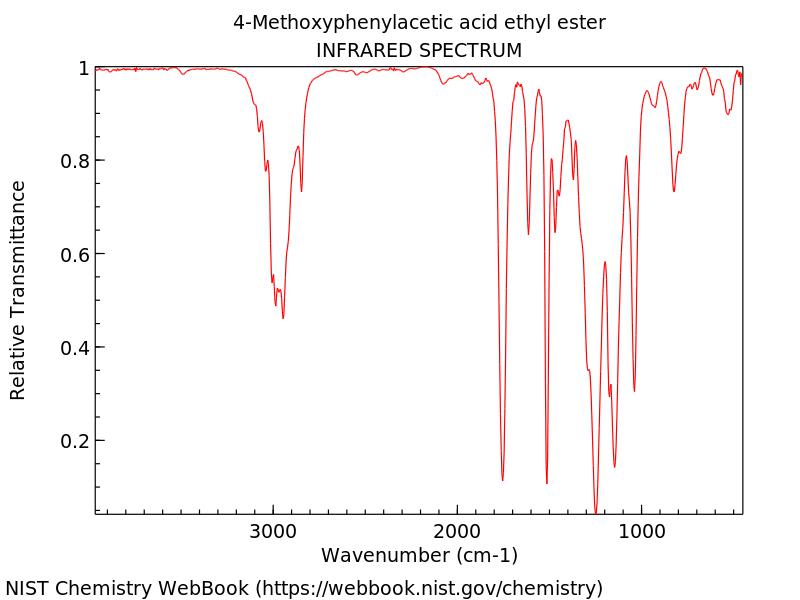 4-Methoxyphenylacetic acid ethyl ester
INFRARED SPECTRUM
1
0.8
0.6
0.4
0.2
Relative Transmittance
3000 2000 1000
Wavenumber (cm-1)
NIST Chemistry WebBook (https://webbook.nist.gov/chemistry)